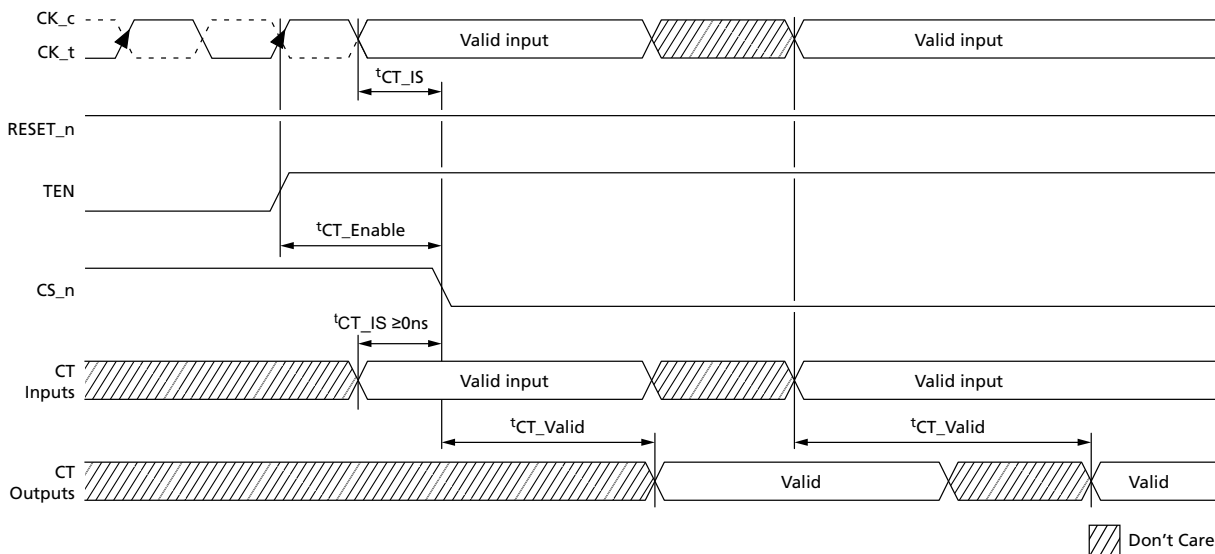 CK_c
CK_t
Valid input
Valid input
tCT_IS
RESET_n
TEN
tCT_Enable
CS_n
tCT_IS ≥0ns
CT
Inputs
Valid input
Valid input
tCT_Valid
tCT_Valid
CT
Outputs
Valid
Valid
Don't Care